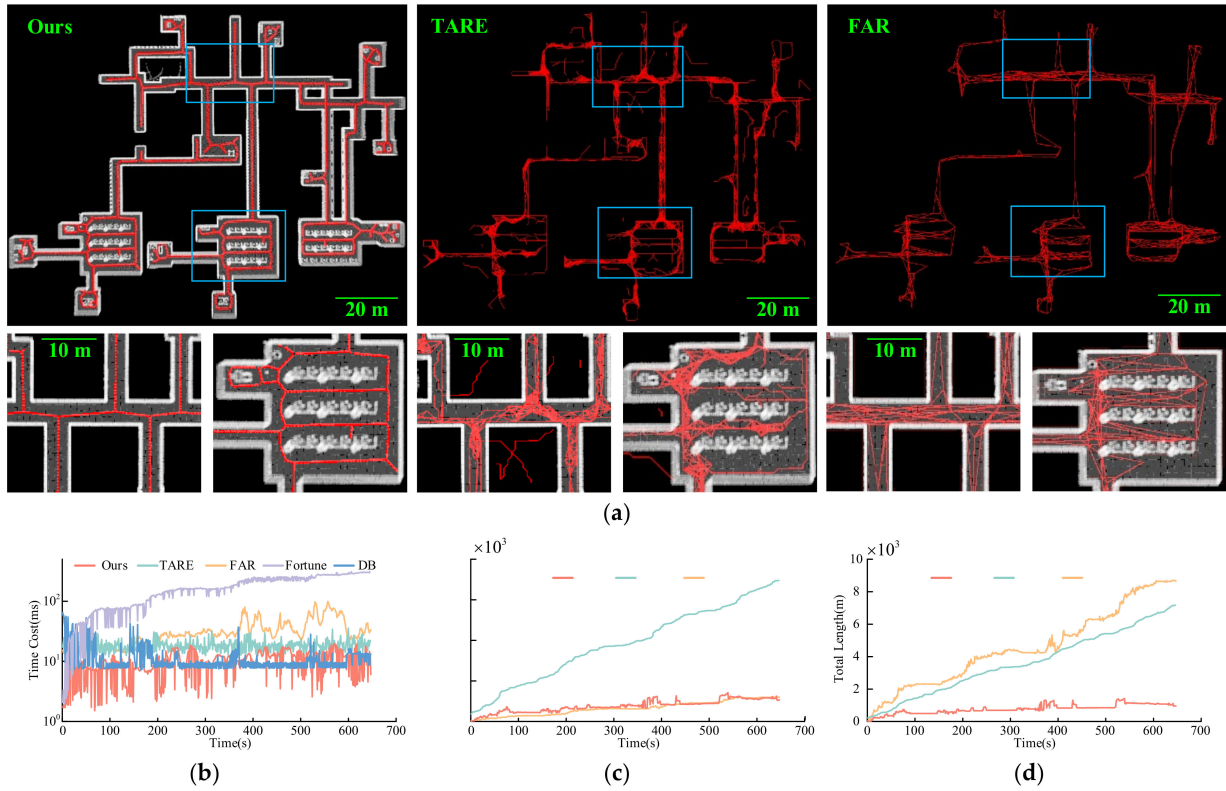 Ours TARE FAR
20 m 20 m 20 m
10 m 10 m 10 m
(a)
Ours TARE FAR Fortune DB
Time Cost(ms)
10² 10¹ 10⁰
0 100 200 300 400 500 600 700
Time(s)
(b)
×10³
0 100 200 300 400 500 600 700
Time(s)
(c)
×10³
Total Length(m)
10 8 6 4 2 0
0 100 200 300 400 500 600 700
Time(s)
(d)